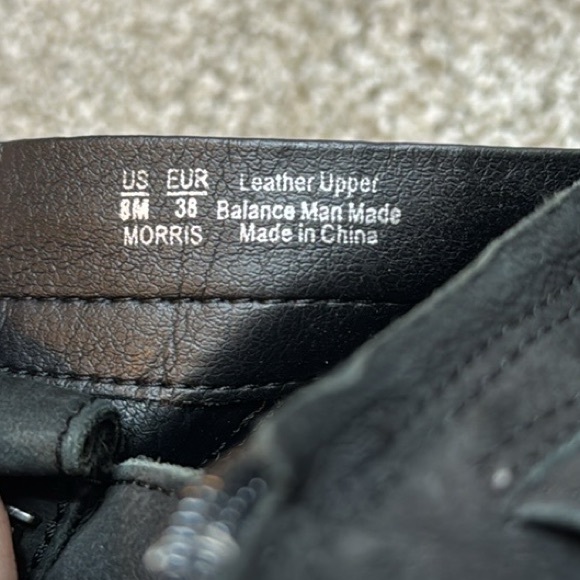 US EUR Leather Upper
8M 38 Balance Man Made
MORRIS Made in China